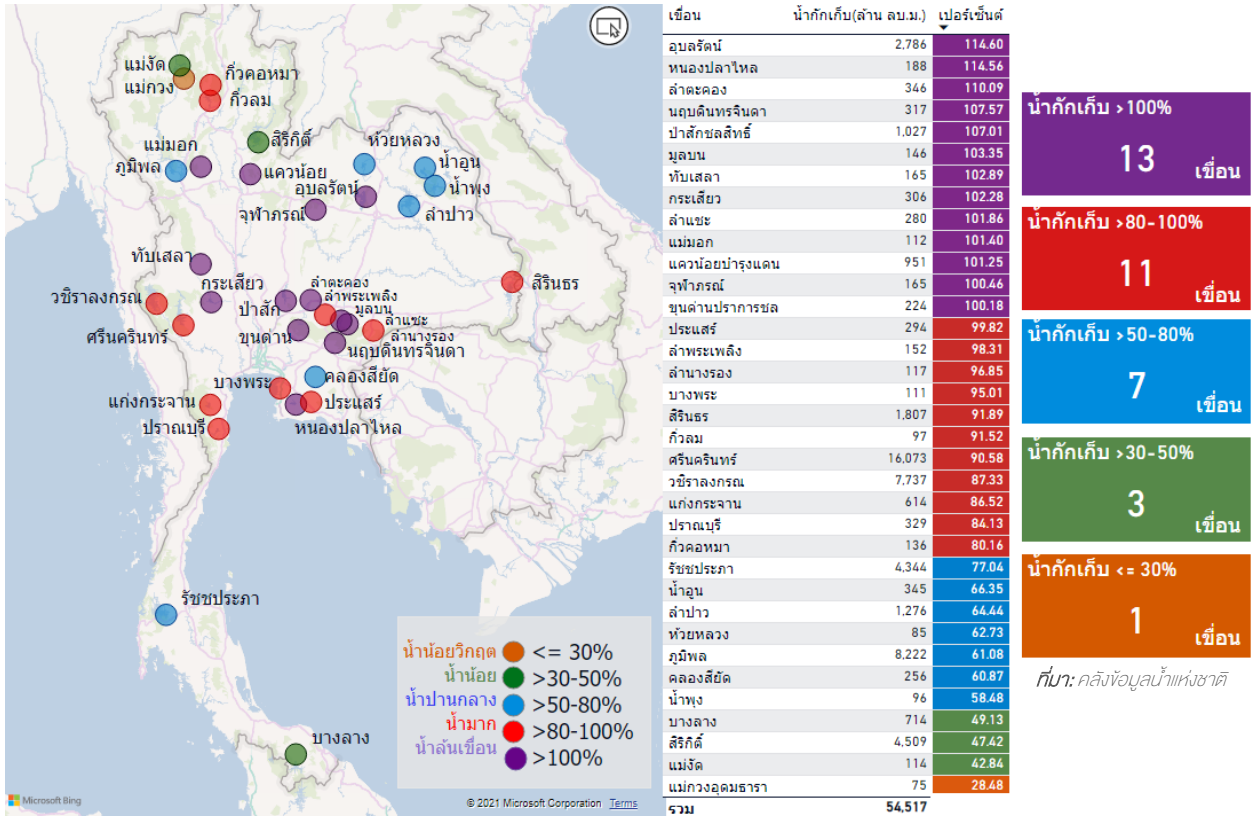 แม่งัด
แม่กวง
กิ่วคอหมา
กิ่วลม
แม่มอก
สิริกิติ์
ห้วยหลวง
ภูมิพล
แควน้อย
น้ำอูน
อุบลรัตน์
น้ำพุง
จุฬาภรณ์
ลำปาว
ทับเสลา
กระเสียว
ลำตะคอง
สิรินธร
วชิราลงกรณ
ลำพระเพลิง
ป่าสัก
มูลบน
ลำแชะ
ศรีนครินทร์
ขุนด่าน
ลำนางรอง
นฤบดินทรจินดา
บางพระ
คลองสียัด
แก่งกระจาน
ประแสร์
ปราณบุรี
หนองปลาไหล
รัชชประภา
บางลาง
น้ำน้อยวิกฤต <= 30%
น้ำน้อย >30-50%
น้ำปานกลาง >50-80%
น้ำมาก >80-100%
น้ำล้นเขื่อน >100%
Microsoft Bing
© 2021 Microsoft Corporation Terms
เขื่อน น้ำกักเก็บ(ล้าน ลบ.ม.) เปอร์เซ็นต์
อุบลรัตน์ 2,786 114.60
หนองปลาไหล 188 114.56
ลำตะคอง 346 110.09
นฤบดินทรจินดา 317 107.57
ป่าสักชลสิทธิ์ 1,027 107.01
มูลบน 146 103.35
ทับเสลา 165 102.89
กระเสียว 306 102.28
ลำแชะ 280 101.86
แม่มอก 112 101.40
แควน้อยบำรุงแดน 951 101.25
จุฬาภรณ์ 165 100.46
ขุนด่านปราการชล 224 100.18
ประแสร์ 294 99.82
ลำพระเพลิง 152 98.31
ลำนางรอง 117 96.85
บางพระ 111 95.01
สิรินธร 1,807 91.89
กิ่วลม 97 91.52
ศรีนครินทร์ 16,073 90.58
วชิราลงกรณ 7,737 87.33
แก่งกระจาน 614 86.52
ปราณบุรี 329 84.13
กิ่วคอหมา 136 80.16
รัชชประภา 4,344 77.04
น้ำอูน 345 66.35
ลำปาว 1,276 64.44
ห้วยหลวง 85 62.73
ภูมิพล 8,222 61.08
คลองสียัด 256 60.87
น้ำพุง 96 58.48
บางลาง 714 49.13
สิริกิติ์ 4,509 47.42
แม่งัด 114 42.84
แม่กวงอุดมธารา 75 28.48
รวม 54,517
น้ำกักเก็บ >100%
13
เขื่อน
น้ำกักเก็บ >80-100%
11
เขื่อน
น้ำกักเก็บ >50-80%
7
เขื่อน
น้ำกักเก็บ >30-50%
3
เขื่อน
น้ำกักเก็บ <= 30%
1
เขื่อน
ที่มา: คลังข้อมูลน้ำแห่งชาติ